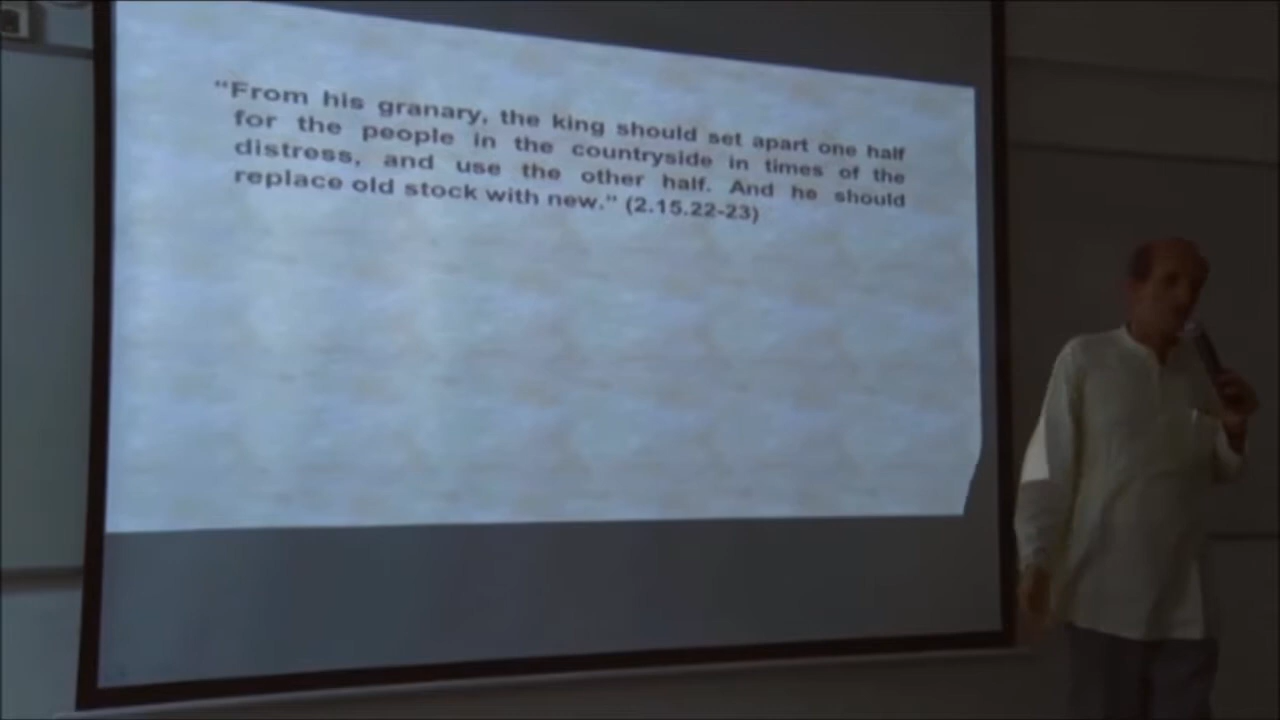 “From his granary, the king should set apart one half
for the people in the countryside in times of the
distress, and use the other half. And he should
replace old stock with new.” (2.15.22-23)